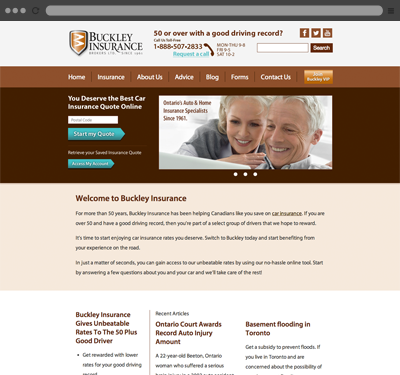 BUCKLEY
INSURANCE
BROKERS LTD. SINCE 1961
50 or over with a good driving record?
Call Us Toll-Free
1•888•507•2833
Request a call
MON THU 9-8
FRI 9-5
SAT 10-2
Search
Home Insurance About Us Advice Blog Forms Contact Us
Join
Buckley VIP
You Deserve the Best Car
Insurance Quote Online
Postal Code
Start my Quote
Retrieve your Saved Insurance Quote
Access My Account
Ontario's Auto & Home
Insurance Specialists
Since 1961.
Welcome to Buckley Insurance
For more than 50 years, Buckley Insurance has been helping Canadians like you save on car insurance. If you are
over 50 and have a good driving record, then you're part of a select group of drivers that we hope to reward.
It's time to start enjoying car insurance rates you deserve. Switch to Buckley today and start benefiting from
your experience on the road.
In just a matter of seconds, you can gain access to our unbeatable rates by using our no-hassle online tool. Start
by answering a few questions about you and your car and we'll take care of the rest!
Buckley Insurance
Gives Unbeatable
Rates To The 50 Plus
Good Driver
Get rewarded with lower
rates for your good driving
record
Recent Articles
Ontario Court Awards
Record Auto Injury
Amount
A 22-year-old Beeton, Ontario
woman who suffered a serious
Basement flooding in
Toronto
Get a subsidy to prevent floods. If
you live in Toronto and are
concerned about the possibility of